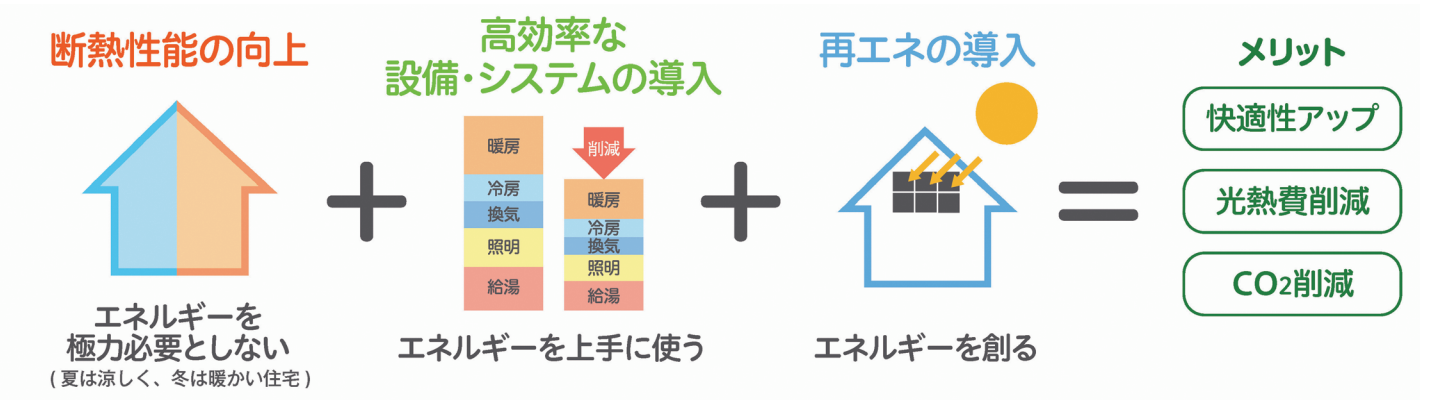 断熱性能の向上
エネルギーを
極力必要としない
( 夏は涼しく、冬は暖かい住宅 )
高効率な
設備・システムの導入
暖房
冷房
換気
照明
給湯
削減
暖房
冷房
換気
照明
給湯
エネルギーを上手に使う
再エネの導入
エネルギーを創る
メリット
快適性アップ
光熱費削減
CO2削減